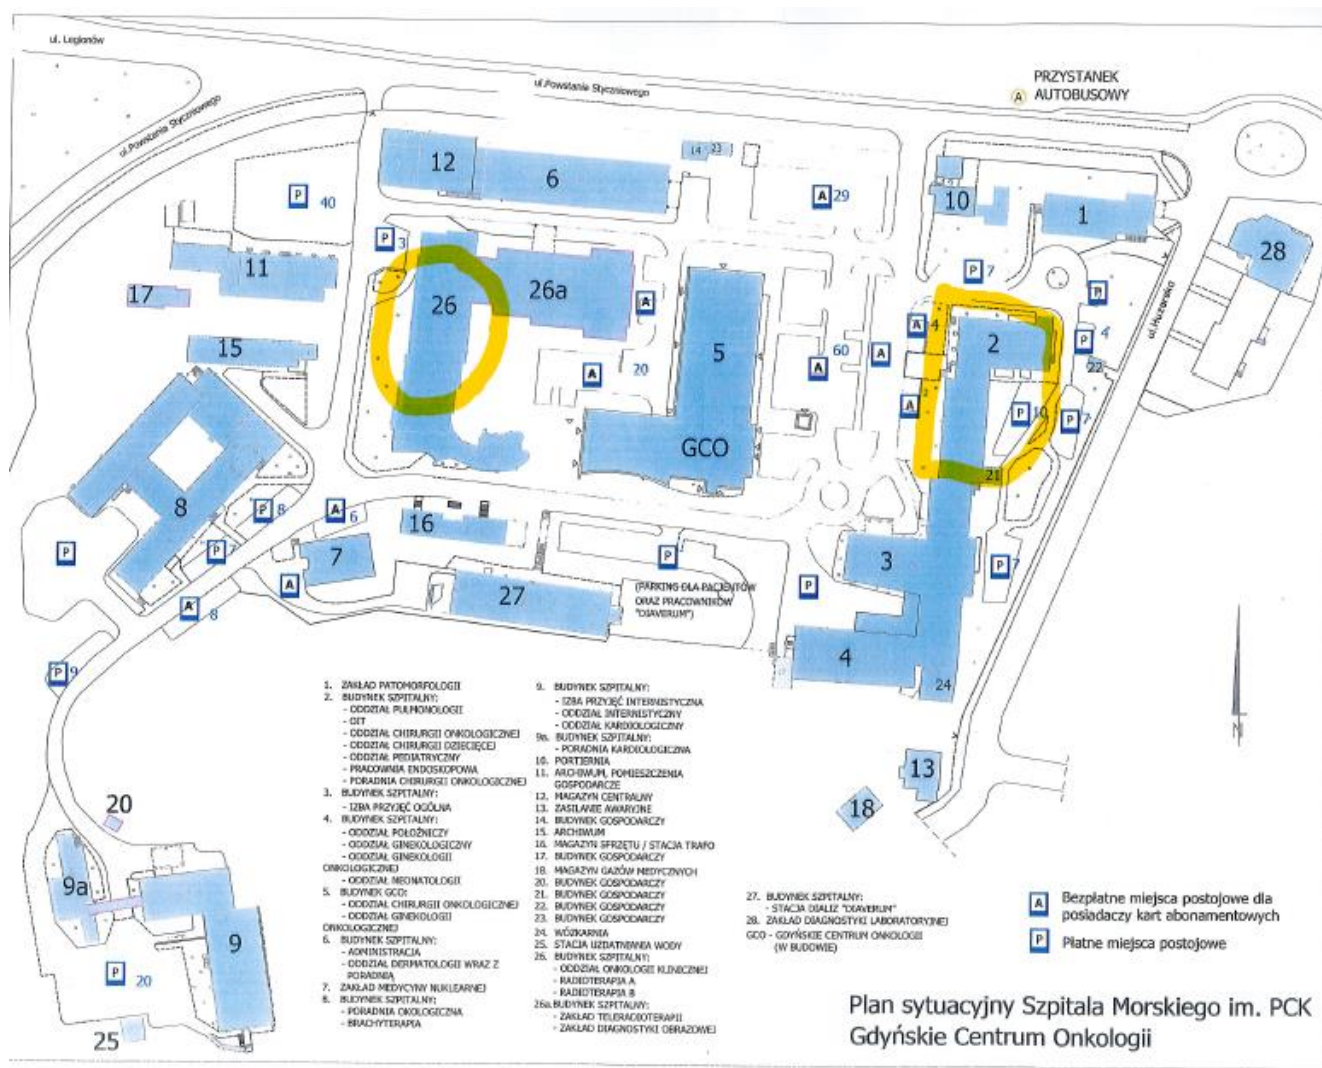 ul. Legionów
ul.Powstania Styczniowego
ul.Powstanie Styczniowego
PRZYSTANEK
A AUTOBUSOWY
12
6
14 23
A 29
10
1
28
P 40
P 3
11
17
15
26
26a
A
A 20
5
GCO
60
A
A
P 7
P
A 4
2
P 4
22
A
P 10
P 7
21
ul.Huzarska
8
P 8
P 7
P
A 6
A
A 8
P 9
7
16
27
P
(PARKING DLA PACJENTÓW
ORAZ PRACOWNIKÓW
"DIAVERUM")
P
3
P 7
4
24
13
18
N
20
9a
9
P 20
25
1. ZAKŁAD PATOMORFOLOGII
2. BUDYNEK SZPITALNY:
- ODDZIAŁ PULMONOLOGII
- OIT
- ODDZIAŁ CHIRURGII ONKOLOGICZNEJ
- ODDZIAŁ CHIRURGII DZIECIĘCEJ
- ODDZIAŁ PEDIATRYCZNY
- PRACOWNIA ENDOSKOPOWA
- PORADNIA CHIRURGII ONKOLOGICZNEJ
3. BUDYNEK SZPITALNY:
- IZBA PRZYJĘĆ OGÓLNA
4. BUDYNEK SZPITALNY:
- ODDZIAŁ POŁOŻNICZY
- ODDZIAŁ GINEKOLOGICZNY
- ODDZIAŁ GINEKOLOGII
ONKOLOGICZNEJ
- ODDZIAŁ NEONATOLOGII
5. BUDYNEK GCO:
- ODDZIAŁ CHIRURGII ONKOLOGICZNEJ
- ODDZIAŁ GINEKOLOGII
ONKOLOGICZNEJ
6. BUDYNEK SZPITALNY:
- ADMINISTRACJA
- ODDZIAŁ DERMATOLOGII WRAZ Z
PORADNIĄ
7. ZAKŁAD MEDYCYNY NUKLEARNEJ
8. BUDYNEK SZPITALNY:
- PORADNIA OKOLOGICZNA
- BRACHYTERAPIA
9. BUDYNEK SZPITALNY:
- IZBA PRZYJĘĆ INTERNISTYCZNA
- ODDZIAŁ INTERNISTYCZNY
- ODDZIAŁ KARDIOLOGICZNY
9a. BUDYNEK SZPITALNY:
- PORADNIA KARDIOLOGICZNA
10. PORTIERNIA
11. ARCHIWUM, POMIESZCZENIA
GOSPODARCZE
12. MAGAZYN CENTRALNY
13. ZASILANIE AWARYJNE
14. BUDYNEK GOSPODARCZY
15. ARCHIWUM
16. MAGAZYN SPRZĘTU / STACJA TRAFO
17. BUDYNEK GOSPODARCZY
18. MAGAZYN GAZÓW MEDYCZNYCH
20. BUDYNEK GOSPODARCZY
21. BUDYNEK GOSPODARCZY
22. BUDYNEK GOSPODARCZY
23. BUDYNEK GOSPODARCZY
24. WÓZKARNIA
25. STACJA UZDATNIANIA WODY
26. BUDYNEK SZPITALNY:
- ODDZIAŁ ONKOLOGII KLINICZNEJ
- RADIOTERAPIA A
- RADIOTERAPIA B
26a. BUDYNEK SZPITALNY:
- ZAKŁAD TELERADIOTERAPII
- ZAKŁAD DIAGNOSTYKI OBRAZOWEJ
27. BUDYNEK SZPITALNY:
- STACJA DIALIZ "DIAVERUM"
28. ZAKŁAD DIAGNOSTYKI LABORATORYJNEJ
GCO - GDYŃSKIE CENTRUM ONKOLOGII
(W BUDOWIE)
A Bezpłatne miejsca postojowe dla
posiadaczy kart abonamentowych
P Płatne miejsca postojowe
Plan sytuacyjny Szpitala Morskiego im. PCK
Gdyńskie Centrum Onkologii